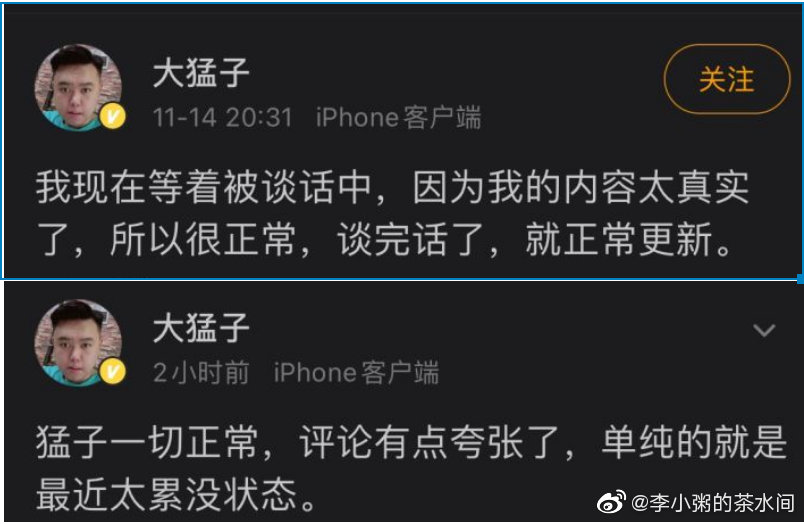 大猛子
关注
11-14 20:31 iPhone客户端
我现在等着被谈话中，因为我的内容太真实
了，所以很正常，谈完话了，就正常更新。
大猛子
2小时前 iPhone客户端
猛子一切正常，评论有点夸张了，单纯的就是
最近太累没状态。
@李小粥的茶水间